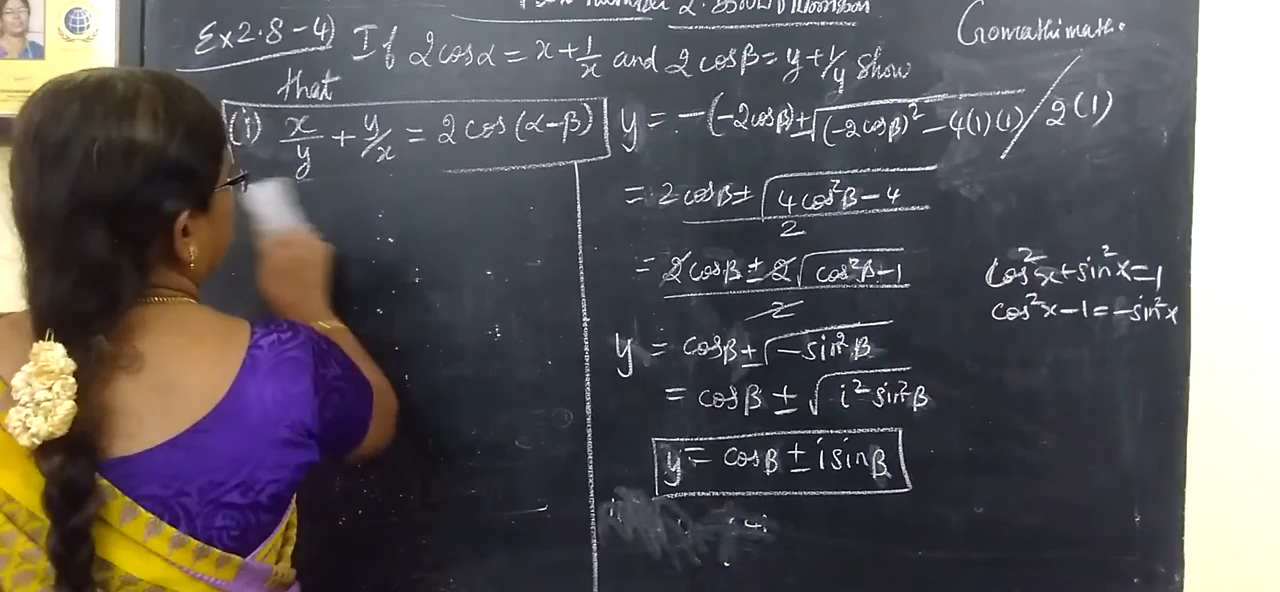 Gomathimath.
Ex 2.8-4) If 2cosα = x+1/x and 2cosβ = y+1/y show
that
(i) x/y + y/x = 2cos(α-β)
y = -(-2cosβ)±√(-2cosβ)²-4(1)(1) / 2(1)
= 2cosβ±√4cos²β-4 / 2
= 2cosβ±2√cos²β-1 / 2
cos²x+sin²x=1
cos²x-1=-sin²x
y = cosβ±√-sin²β
= cosβ ± √i²sin²β
y = cosβ ± i sinβ